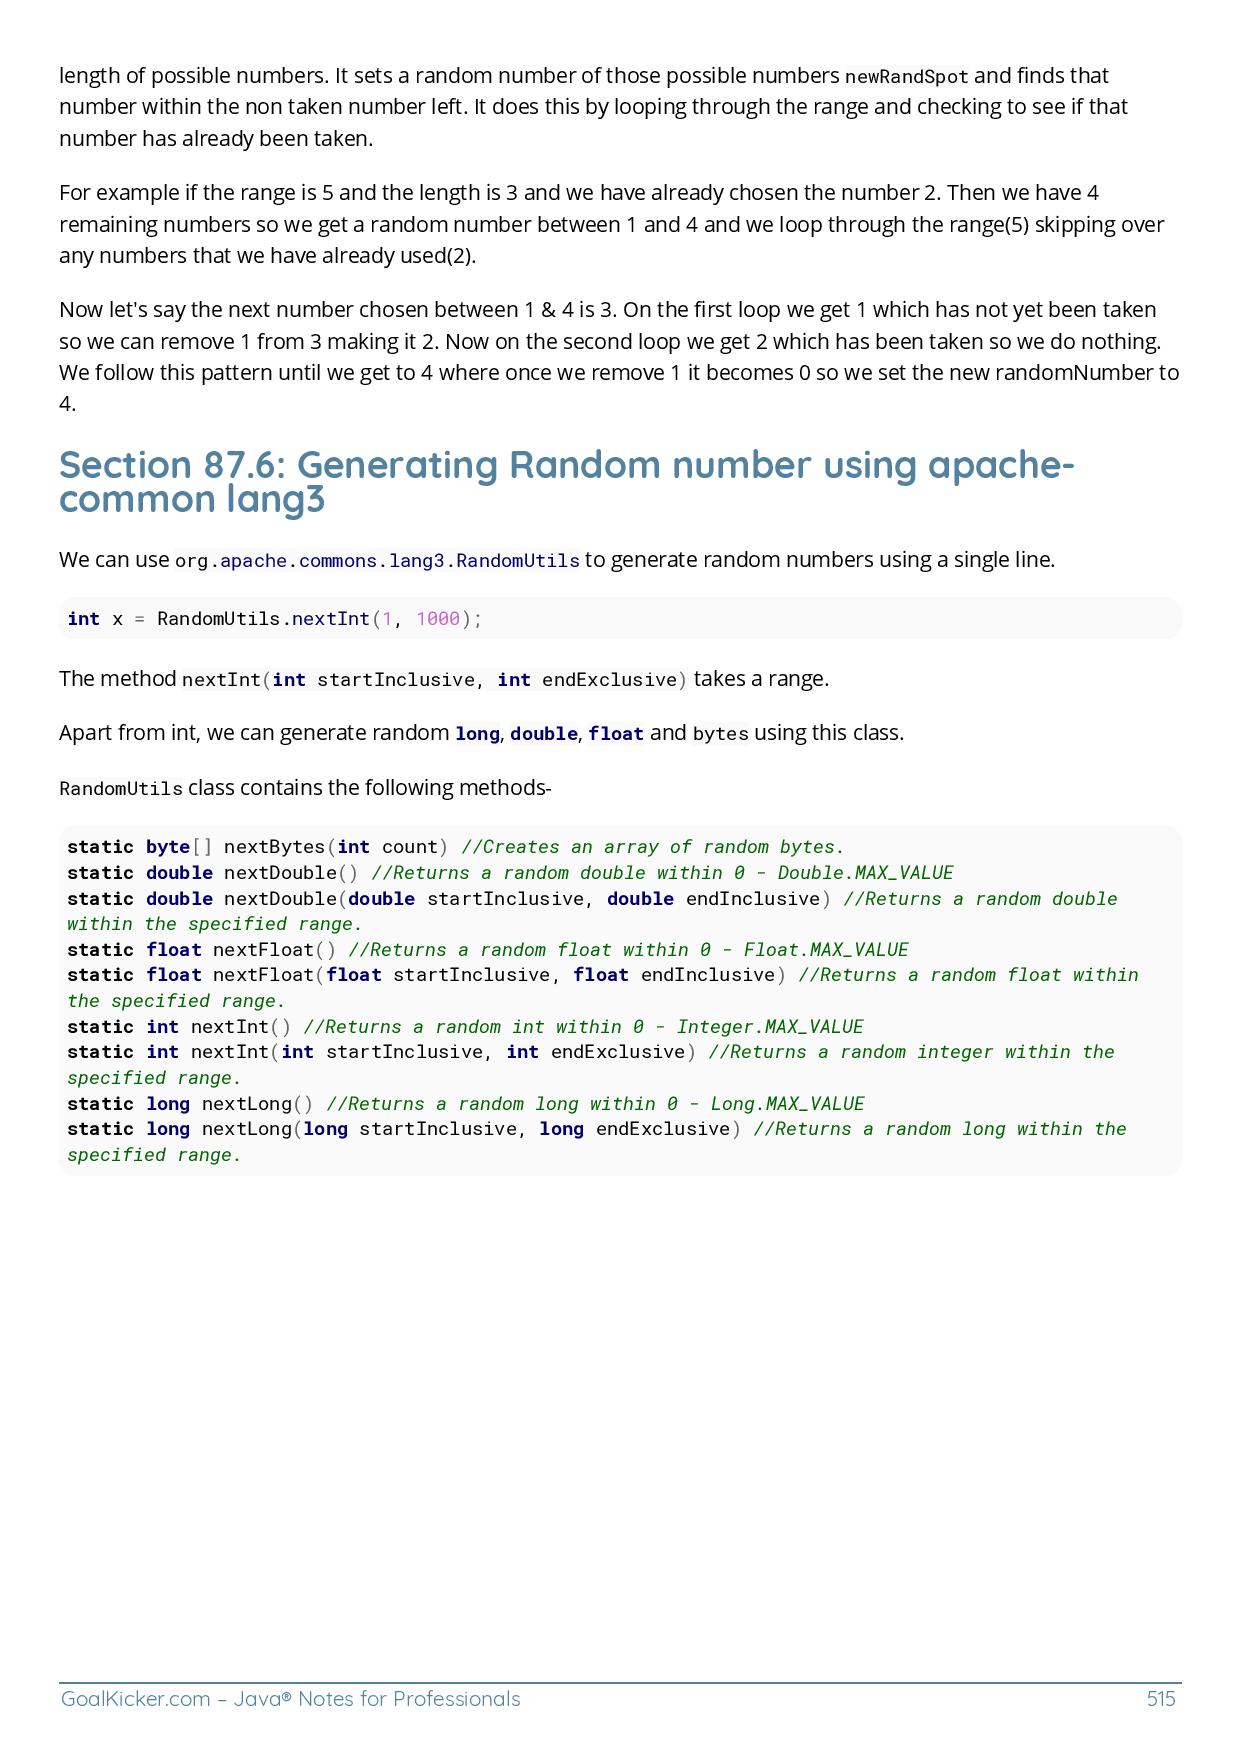 length of possible numbers. It sets a random number of those possible numbers newRandSpot and finds that
number within the non taken number left. It does this by looping through the range and checking to see if that
number has already been taken.
For example if the range is 5 and the length is 3 and we have already chosen the number 2. Then we have 4
remaining numbers so we get a random number between 1 and 4 and we loop through the range(5) skipping over
any numbers that we have already used(2).
Now let's say the next number chosen between 1 & 4 is 3. On the first loop we get 1 which has not yet been taken
so we can remove 1 from 3 making it 2. Now on the second loop we get 2 which has been taken so we do nothing.
We follow this pattern until we get to 4 where once we remove 1 it becomes 0 so we set the new randomNumber to
4.
Section 87.6: Generating Random number using apache-
common lang3
We can use org.apache.commons.lang3.RandomUtils to generate random numbers using a single line.
int x = RandomUtils.nextInt(1, 1000);
The method nextInt(int startInclusive, int endExclusive) takes a range.
Apart from int, we can generate random long, double, float and bytes using this class.
RandomUtils class contains the following methods-
static byte[] nextBytes(int count) //Creates an array of random bytes.
static double nextDouble() //Returns a random double within 0 - Double.MAX_VALUE
static double nextDouble(double startInclusive, double endInclusive) //Returns a random double
within the specified range.
static float nextFloat() //Returns a random float within 0 - Float.MAX_VALUE
static float nextFloat(float startInclusive, float endInclusive) //Returns a random float within
the specified range.
static int nextInt() //Returns a random int within 0 - Integer.MAX_VALUE
static int nextInt(int startInclusive, int endExclusive) //Returns a random integer within the
specified range.
static long nextLong() //Returns a random long within 0 - Long.MAX_VALUE
static long nextLong(long startInclusive, long endExclusive) //Returns a random long within the
specified range.
GoalKicker.com – Java® Notes for Professionals 515